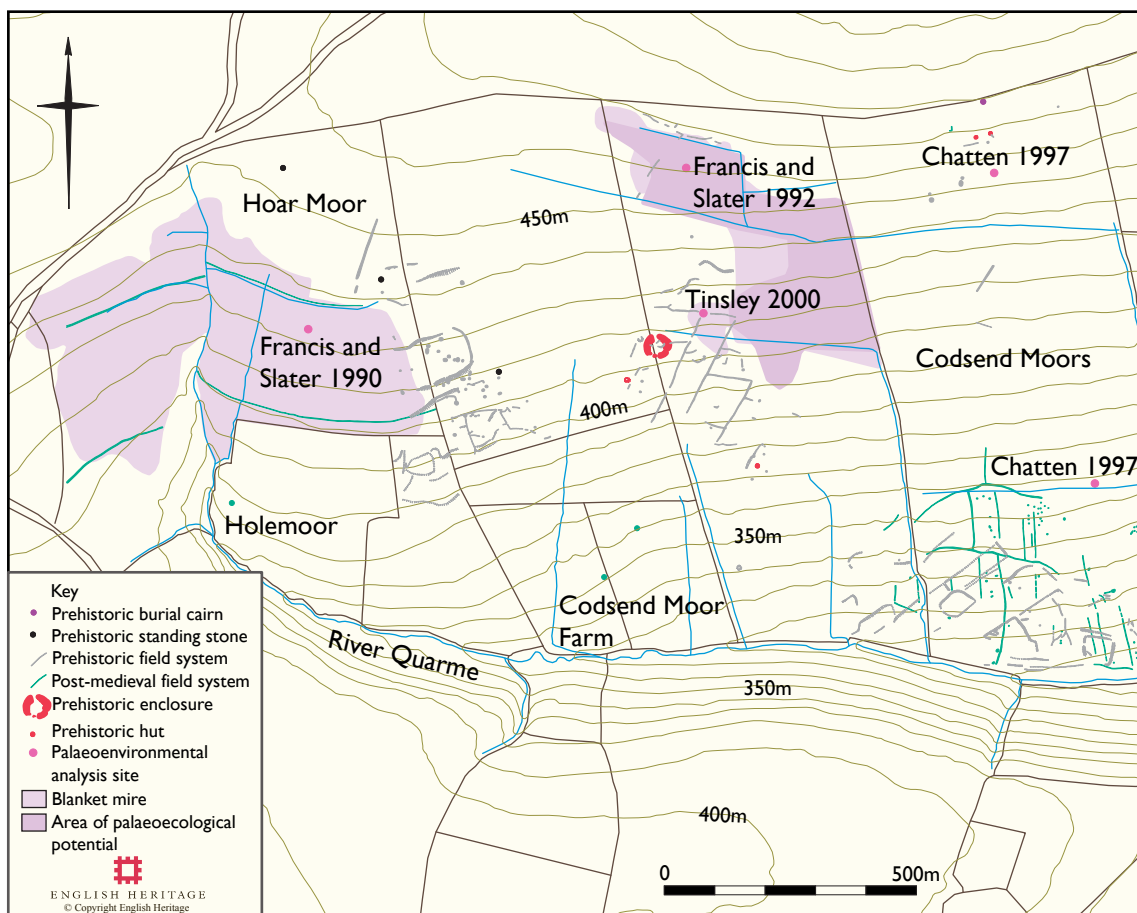 Hoar Moor
450m
Francis and
Slater 1992
Chatten 1997
Tinsley 2000
Francis and
Slater 1990
400m
Codsend Moors
Chatten 1997
Holemoor
350m
Codsend Moor
Farm
River Quarme
350m
400m
Key
Prehistoric burial cairn
Prehistoric standing stone
Prehistoric field system
Post-medieval field system
Prehistoric enclosure
Prehistoric hut
Palaeoenvironmental
analysis site
Blanket mire
Area of palaeoecological
potential
ENGLISH HERITAGE
© Copyright English Heritage
0 500m